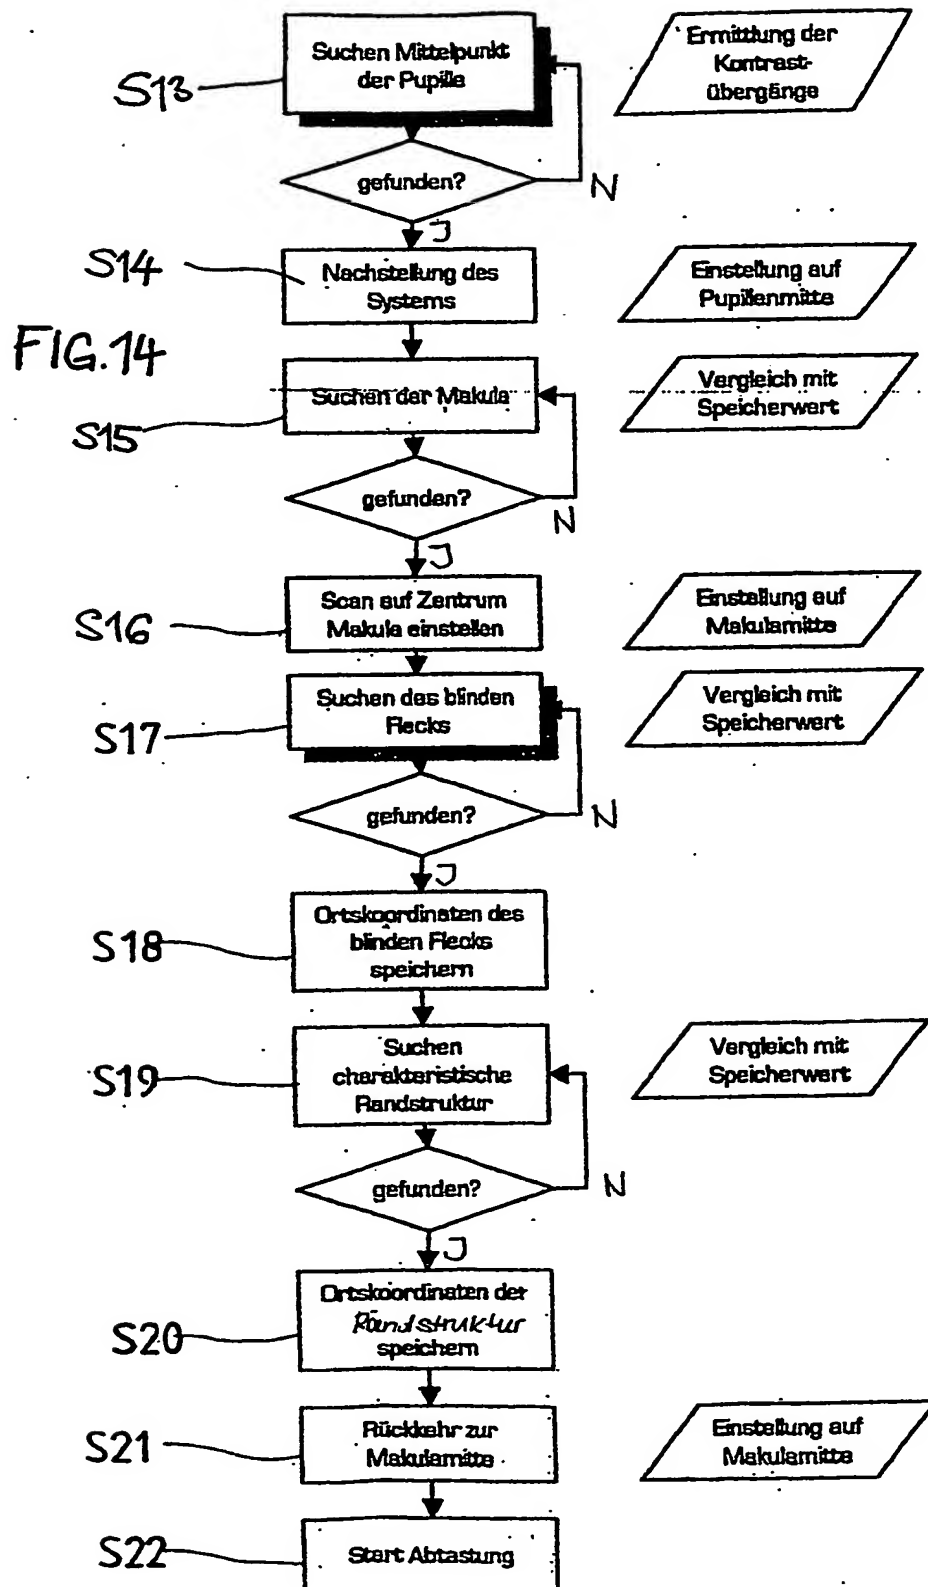 Suchen Mittelpunkt
der Pupille
Ermittlung der
Kontrast-
übergänge
S13
gefunden?
N
J
S14
Nachstellung des
Systems
Einstellung auf
Pupillenmitte
FIG.14
S15
Suchen der Makula
Vergleich mit
Speicherwert
gefunden?
N
J
S16
Scan auf Zentrum
Makula einstellen
Einstellung auf
Makulamitte
S17
Suchen des blinden
Flecks
Vergleich mit
Speicherwert
gefunden?
N
J
S18
Ortskoordinaten des
blinden Flecks
speichern
S19
Suchen
charakteristische
Randstruktur
Vergleich mit
Speicherwert
gefunden?
N
J
S20
Ortskoordinaten der
Randstruktur
speichern
S21
Rückkehr zur
Makulamitte
Einstellung auf
Makulamitte
S22
Start Abtastung